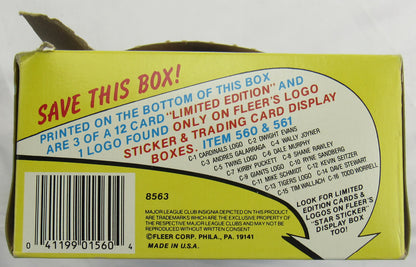 SAVE THIS BOX!
PRINTED ON THE BOTTOM OF THIS BOX
ARE 3 OF A 12 CARD "LIMITED EDITION" AND
1 LOGO FOUND ONLY ON FLEER'S LOGO
STICKER & TRADING CARD DISPLAY
BOXES. ITEM 560 & 561
C-1 CARDINALS LOGO C-2 DWIGHT EVANS
C-3 ANDRES GALARRAGA C-4 WALLY JOYNER
C-5 TWINS LOGO C-6 DALE MURPHY
C-7 KIRBY PUCKETT C-8 SHANE RAWLEY
C-9 GIANTS LOGO C-10 RYNE SANDBERG
C-11 MIKE SCHMIDT C-12 KEVIN SEITZER
C-13 TIGERS LOGO C-14 DAVE STEWART
C-15 TIM WALLACH C-16 TODD WORRELL
LOOK FOR LIMITED
EDITION CARDS &
LOGOS ON FLEER'S
"STAR STICKER"
DISPLAY BOX
TOO!
8563
MAJOR LEAGUE CLUB INSIGNIA DEPICTED ON THIS PRODUCT
ARE TRADEMARKS WHICH ARE THE EXCLUSIVE PROPERTY OF
THE RESPECTIVE MAJOR LEAGUE CLUBS AND MAY NOT BE
REPRODUCED WITHOUT WRITTEN CONSENT
©FLEER CORP. PHILA., PA. 19141
MADE IN U.S.A.
0 41199 01560 4